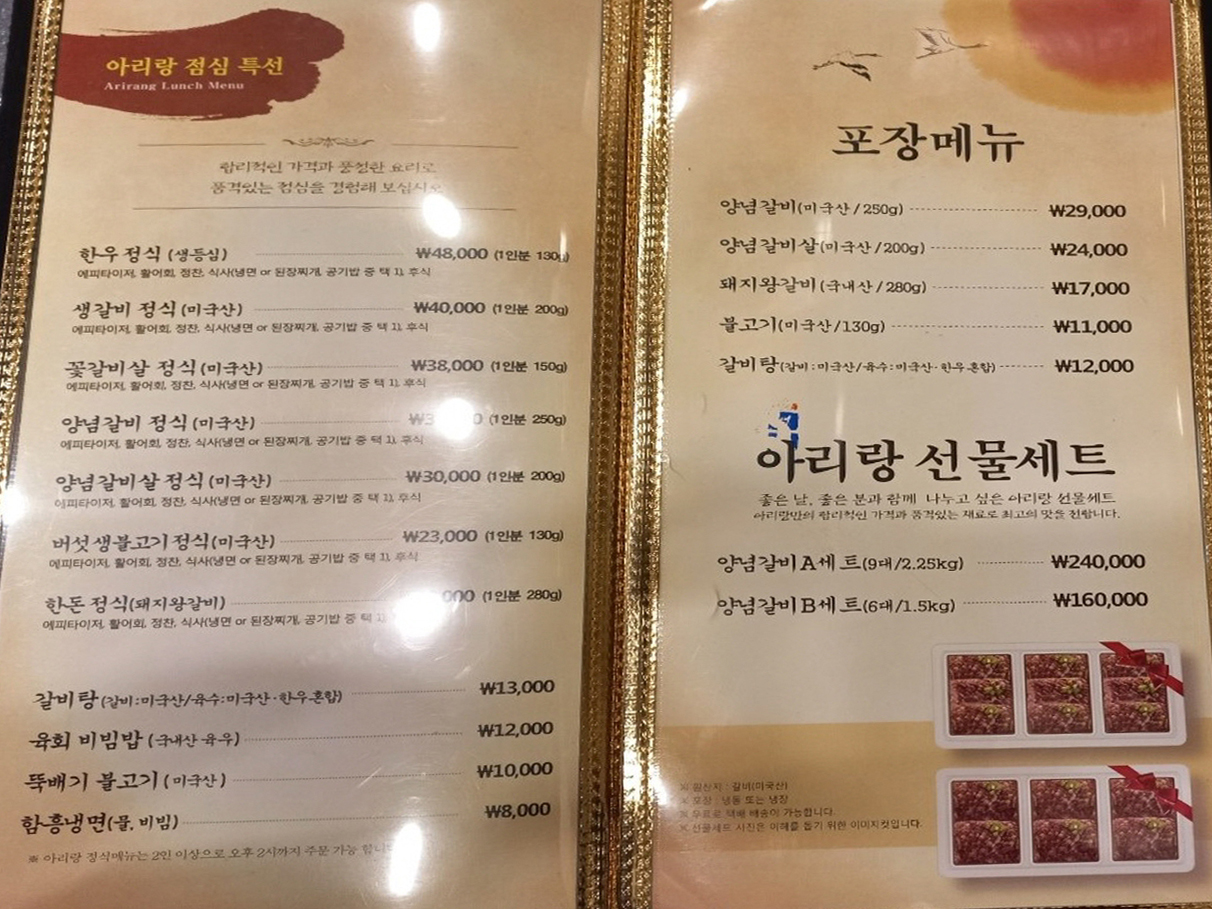 아리랑 점심 특선
Arirang Lunch Menu
합리적인 가격과 풍성한 요리로
품격있는 점심을 경험해 보십시오
한우 정식 (생등심) ₩48,000 (1인분 130g)
에피타이저, 활어회, 정찬, 식사(냉면 or 된장찌개, 공기밥 중 택 1), 후식
생갈비 정식 (미국산) ₩40,000 (1인분 200g)
에피타이저, 활어회, 정찬, 식사(냉면 or 된장찌개, 공기밥 중 택 1), 후식
꽃갈비살 정식 (미국산) ₩38,000 (1인분 150g)
에피타이저, 활어회, 정찬, 식사(냉면 or 된장찌개, 공기밥 중 택 1), 후식
양념갈비 정식 (미국산) (1인분 250g)
에피타이저, 활어회, 정찬, 식사(냉면 or 된장찌개, 공기밥 중 택 1), 후식
양념갈비살 정식 (미국산) ₩30,000 (1인분 200g)
에피타이저, 활어회, 정찬, 식사(냉면 or 된장찌개, 공기밥 중 택 1), 후식
버섯생불고기 정식 (미국산) ₩23,000 (1인분 130g)
에피타이저, 활어회, 정찬, 식사(냉면 or 된장찌개, 공기밥 중 택 1), 후식
한돈 정식(돼지왕갈비) (1인분 280g)
에피타이저, 활어회, 정찬, 식사(냉면 or 된장찌개, 공기밥 중 택
갈비탕 (갈비:미국산/육수:미국산·한우 혼합) ₩13,000
육회 비빔밥 (국내산 육우) ₩12,000
뚝배기 불고기 (미국산) ₩10,000
함흥냉면(물, 비빔) ₩8,000
※ 아리랑 정식메뉴는 2인 이상으로 오후 2시까지 주문 가능
포장메뉴
양념갈비(미국산 / 250g) ₩29,000
양념갈비살(미국산 / 200g) ₩24,000
돼지왕갈비 (국내산 / 280g) ₩17,000
불고기(미국산/130g) ₩11,000
갈비탕(갈비:미국산/육수:미국산·한우 혼합) ₩12,000
아리랑 선물세트
좋은 날, 좋은 분과 함께 나누고 싶은 아리랑 선물세트
아리랑만의 합리적인 가격과 품격있는 재료로 최고의 맛을 전합니다.
양념갈비A세트(9대/2.25kg) ₩240,000
양념갈비B세트(6대/1.5kg) ₩160,000
※ 원산지 : 갈비(미국산)
※ 포장 : 냉동 또는 냉장
※ 무료로 택배 배송이 가능합니다.
※ 선물세트 사진은 이해를 돕기 위한 이미지컷입니다.